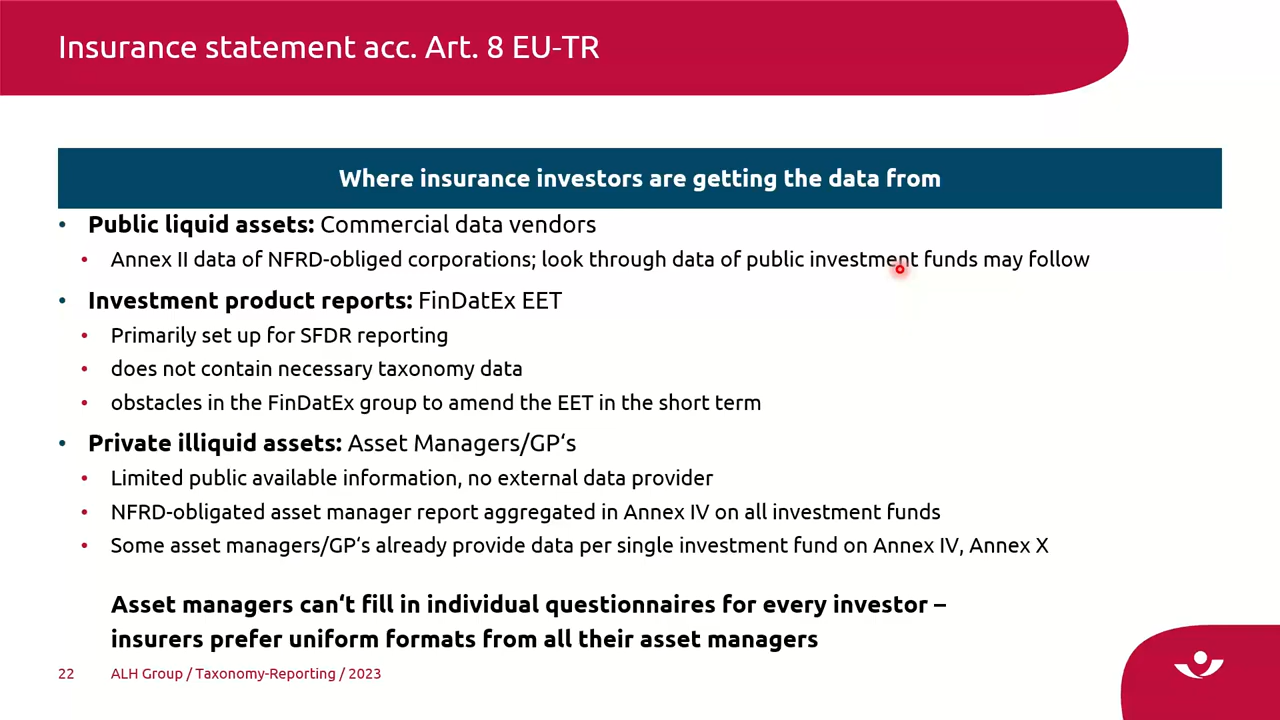 Insurance statement acc. Art. 8 EU-TR
Where insurance investors are getting the data from
• Public liquid assets: Commercial data vendors
• Annex II data of NFRD-obliged corporations; look through data of public investment funds may follow
• Investment product reports: FinDatEx EET
• Primarily set up for SFDR reporting
• does not contain necessary taxonomy data
• obstacles in the FinDatEx group to amend the EET in the short term
• Private illiquid assets: Asset Managers/GP‘s
• Limited public available information, no external data provider
• NFRD-obligated asset manager report aggregated in Annex IV on all investment funds
• Some asset managers/GP‘s already provide data per single investment fund on Annex IV, Annex X
Asset managers can‘t fill in individual questionnaires for every investor –
insurers prefer uniform formats from all their asset managers
22 ALH Group / Taxonomy-Reporting / 2023